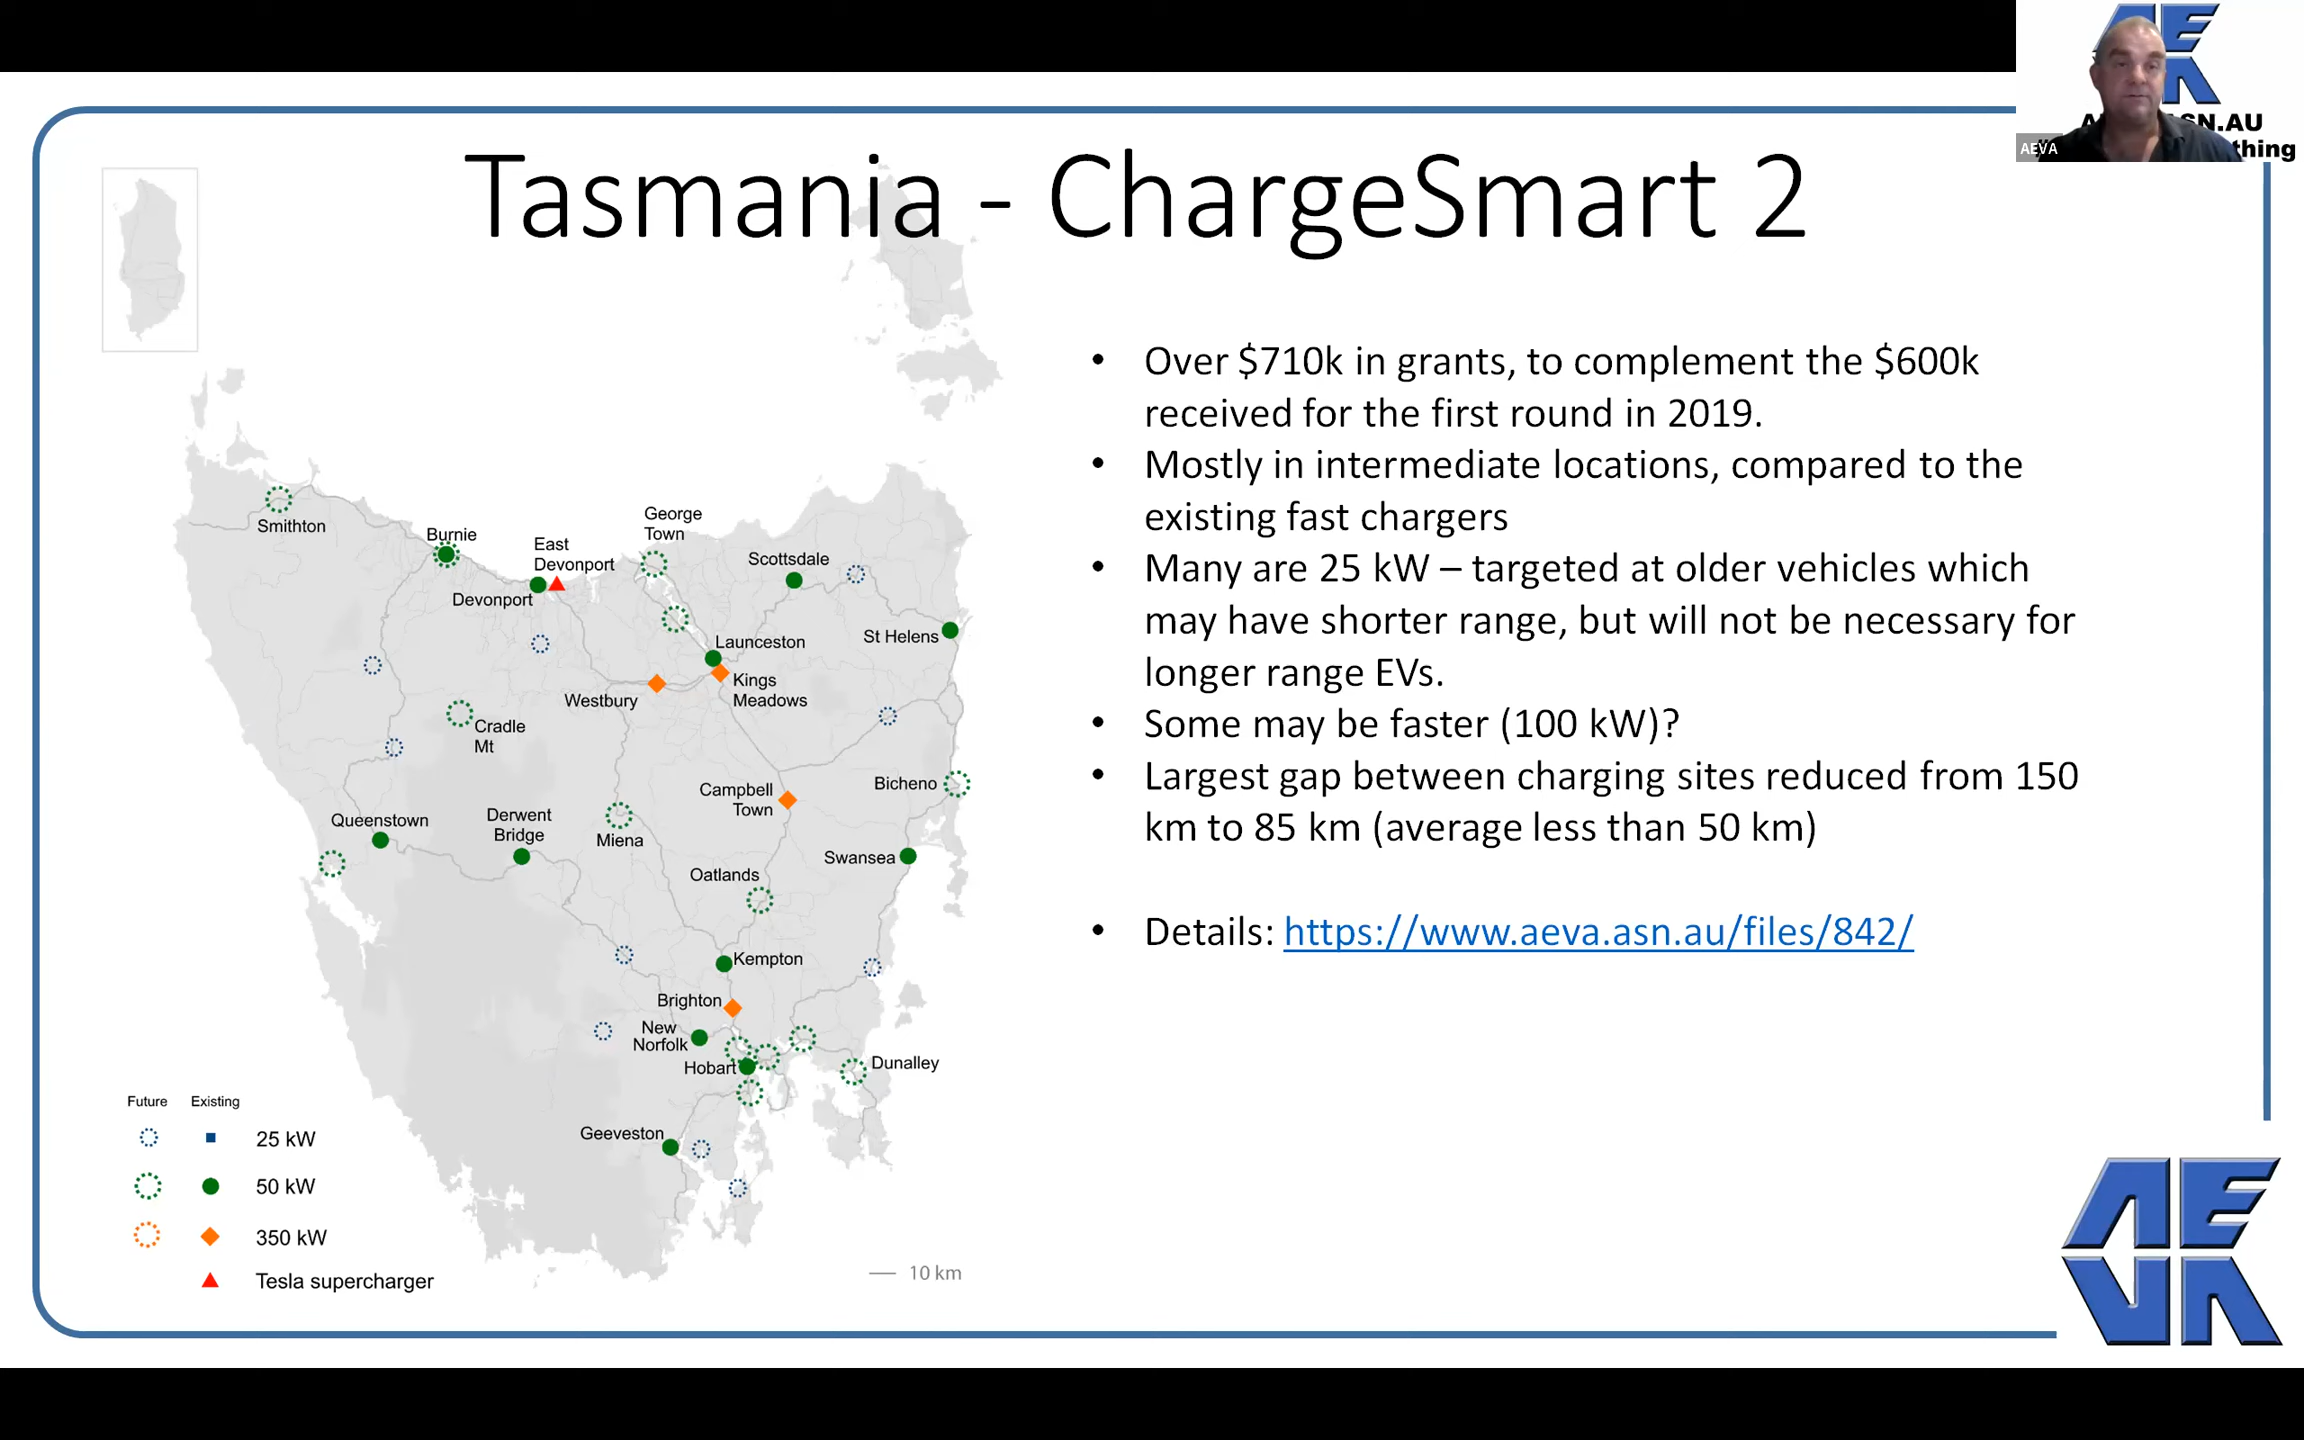 AEVA
SN.AU
thing
Tasmania - ChargeSmart 2
• Over $710k in grants, to complement the $600k
received for the first round in 2019.
• Mostly in intermediate locations, compared to the
existing fast chargers
• Many are 25 kW – targeted at older vehicles which
may have shorter range, but will not be necessary for
longer range EVs.
• Some may be faster (100 kW)?
• Largest gap between charging sites reduced from 150
km to 85 km (average less than 50 km)
• Details: https://www.aeva.asn.au/files/842/
Smithton
Burnie
East
Devonport
Devonport
George
Town
Scottsdale
St Helens
Launceston
Kings
Meadows
Westbury
Cradle
Mt
Campbell
Town
Bicheno
Queenstown
Derwent
Bridge
Miena
Swansea
Oatlands
Kempton
Brighton
New
Norfolk
Hobart
Dunalley
Geeveston
Future Existing
25 kW
50 kW
350 kW
Tesla supercharger
10 km
AEVA